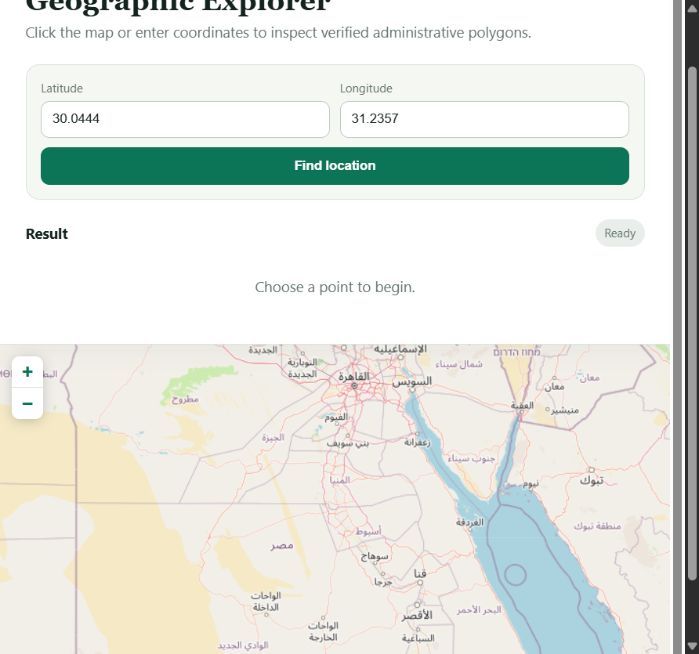 Geographic Explorer
Click the map or enter coordinates to inspect verified administrative polygons.
Latitude
Longitude
30.0444
31.2357
Find location
Result
Ready
Choose a point to begin.
+
−
الجديدة
الإسماعيلية
מחוז הדרום
النوبارية
الجديدة
القاهرة
السويس
شمال سيناء
معان
معان
العقبة
منيشير
مطروح
الفيوم
الجيزة
بني سويف
زعفرانة
جنوب سيناء
المنيا
نيوم
تبوك
الغردقة
منطقة تبوك
أسيوط
مصر
سوهاج
جرجا
قنا
الواحات
الداخلة
الأقصر
البحر الأحمر
الواحات
الخارجة
السباعية
الوادي الجديد